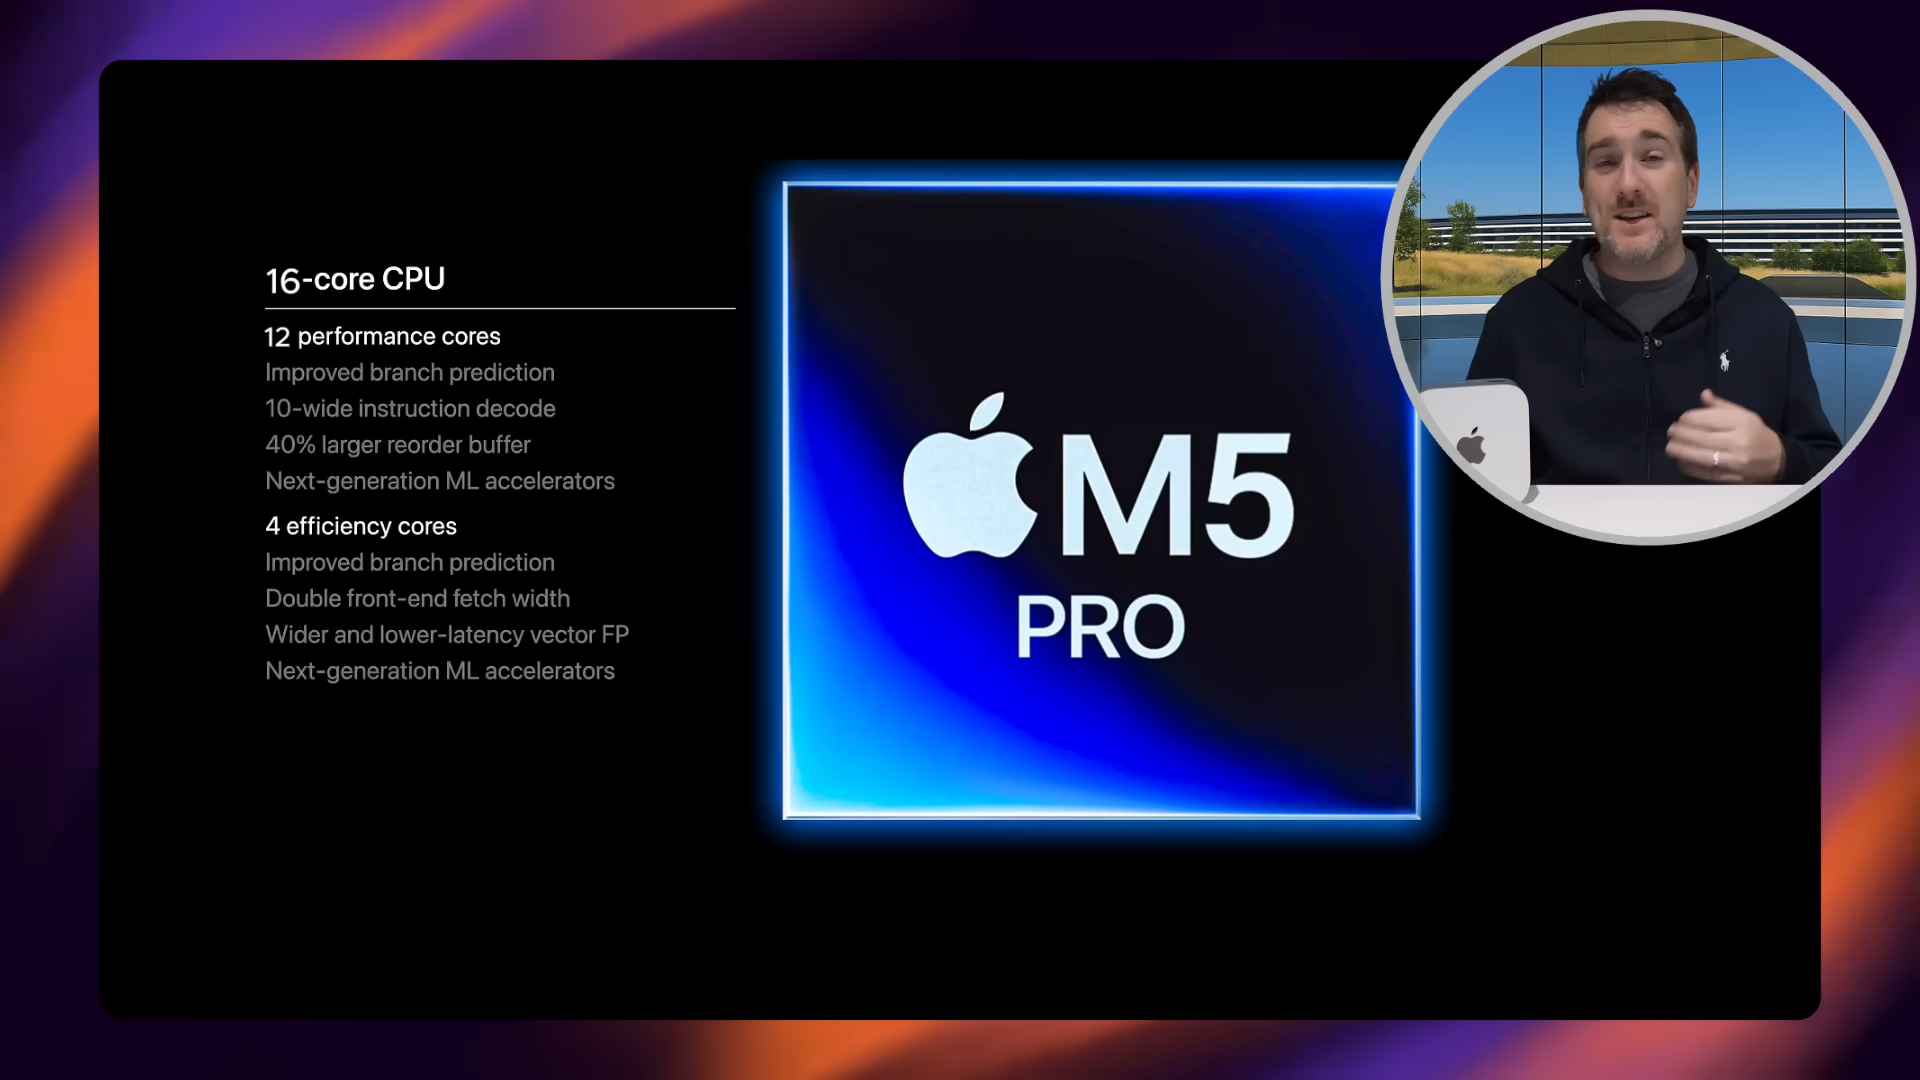 16-core CPU
12 performance cores
Improved branch prediction
10-wide instruction decode
40% larger reorder buffer
Next-generation ML accelerators
4 efficiency cores
Improved branch prediction
Double front-end fetch width
Wider and lower-latency vector FP
Next-generation ML accelerators
M5
PRO